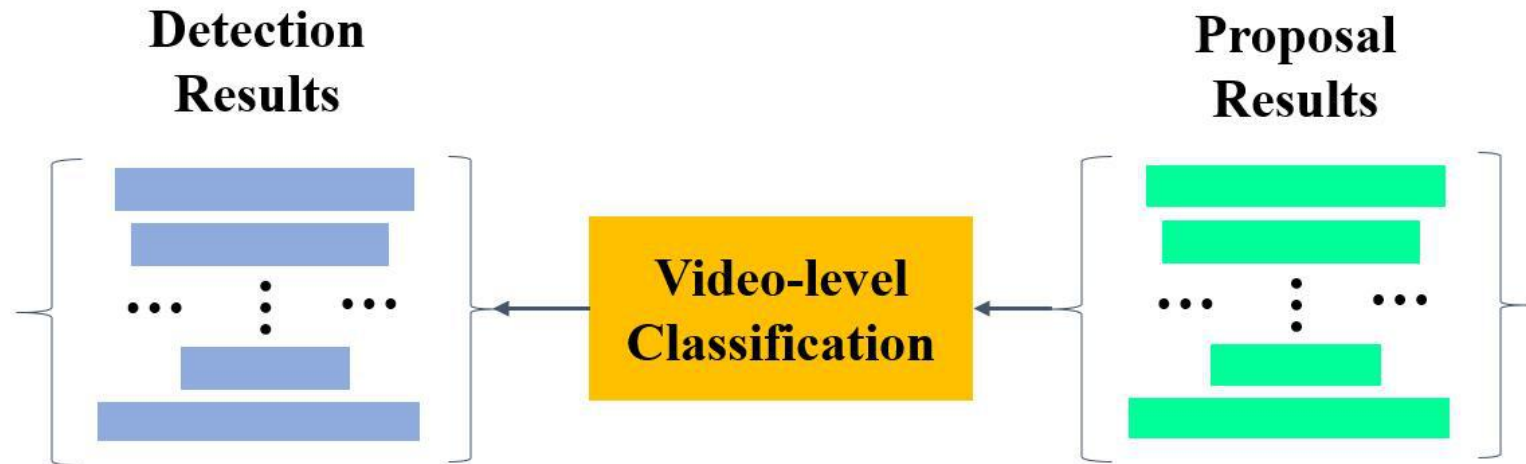 Detection
Results
Proposal
Results
Video-level
Classification